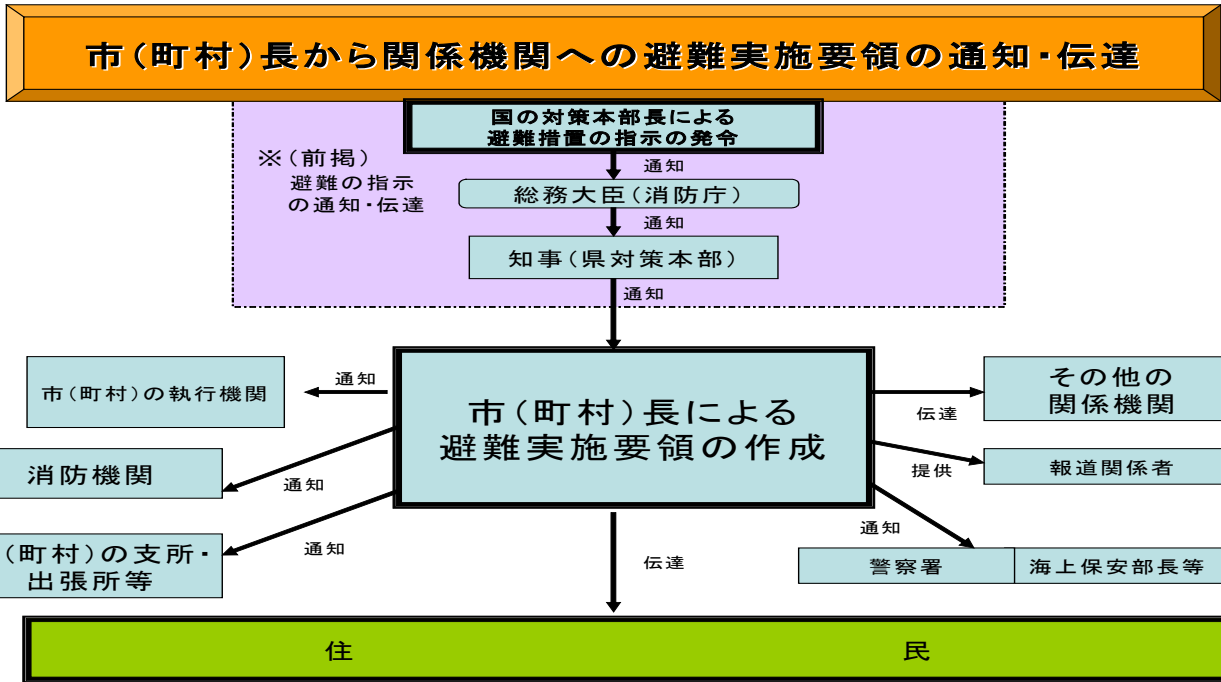 市(町村)長から関係機関への避難実施要領の通知・伝達
国の対策本部長による
避難措置の指示の発令
※(前掲)
避難の指示
の通知・伝達
通知
総務大臣(消防庁)
通知
知事(県対策本部)
通知
市(町村)の執行機関
通知
市(町村)長による
避難実施要領の作成
その他の
関係機関
伝達
消防機関
通知
報道関係者
提供
(町村)の支所・
出張所等
通知
伝達
通知
警察署
海上保安部長等
住 民